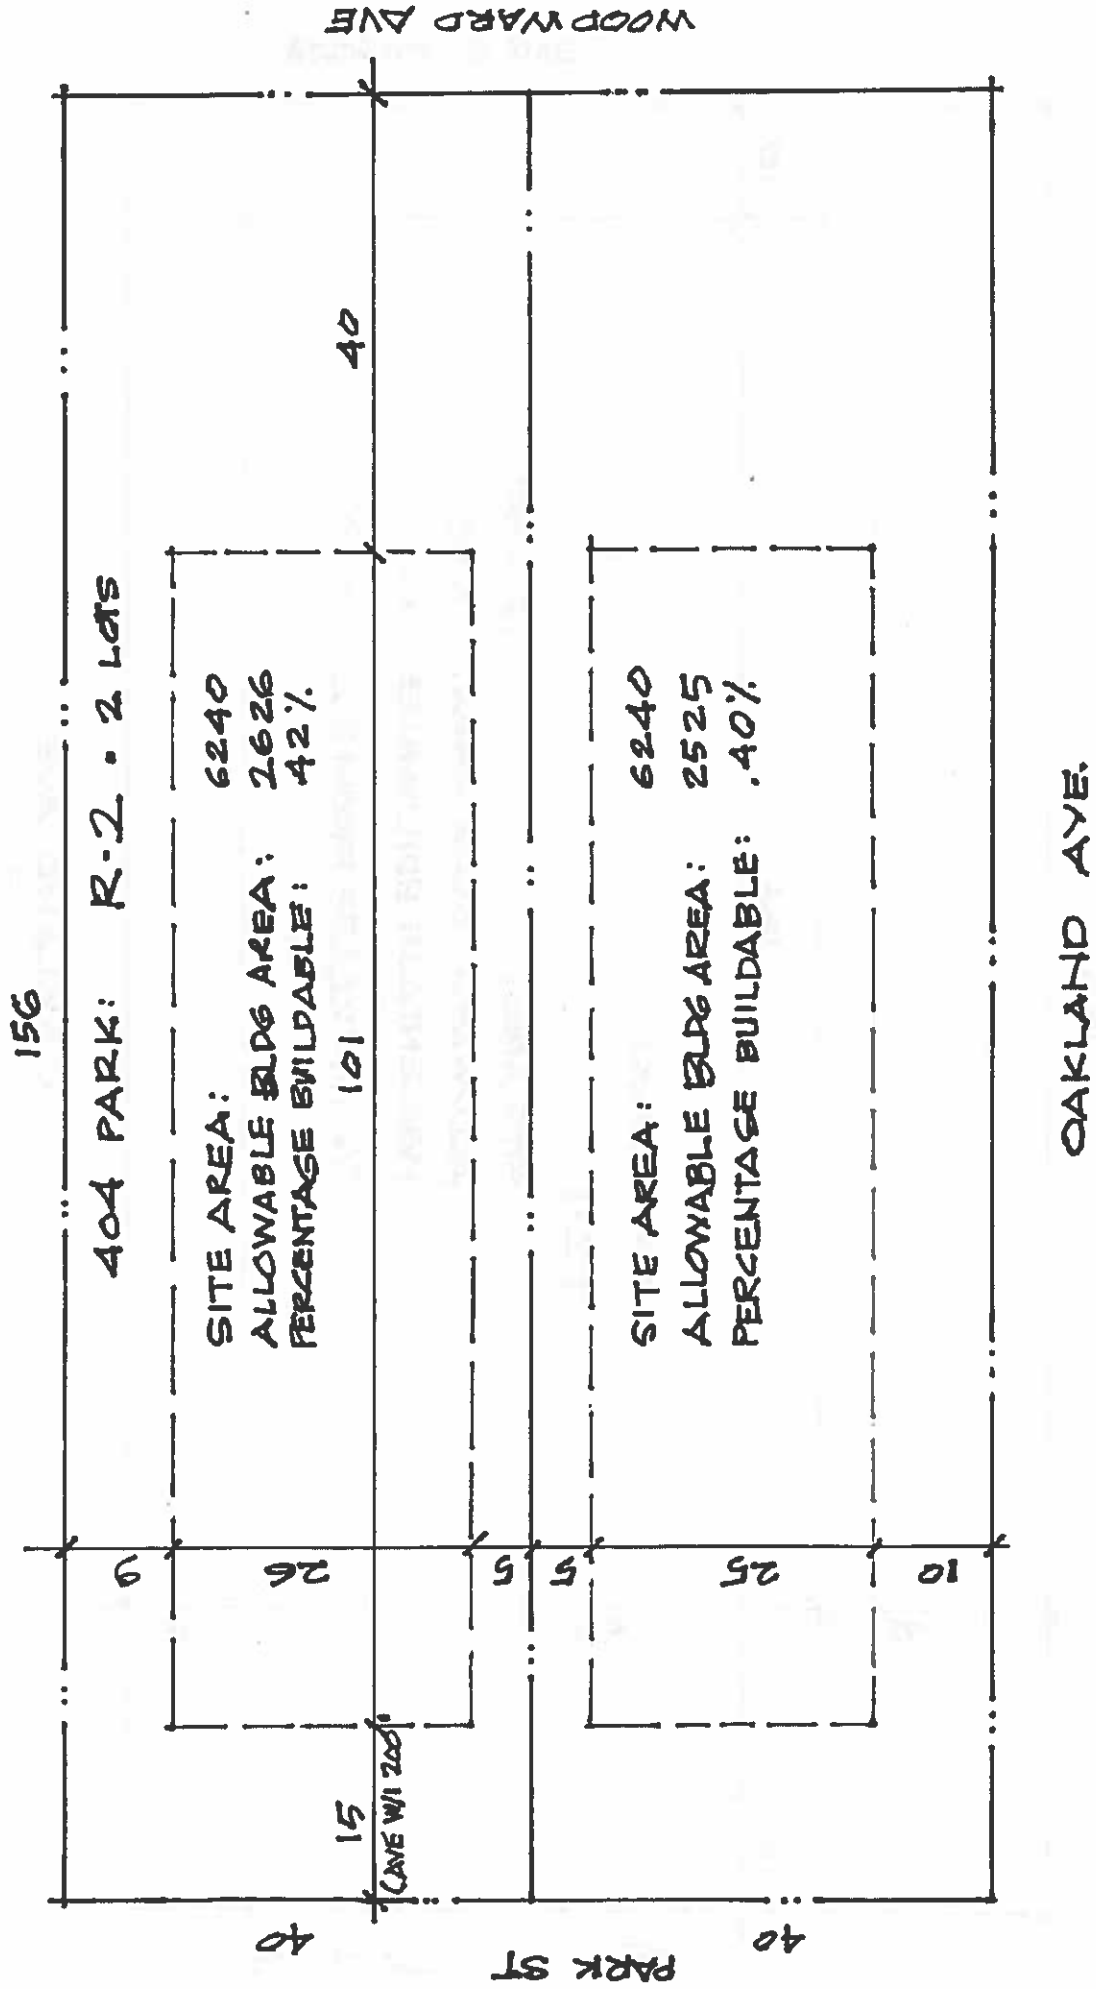 WOODWARD AVE
156
404 PARK: R-2 • 2 LOTS
SITE AREA: 6240
ALLOWABLE BLDG AREA: 2626
PERCENTAGE BUILDABLE: 42%
15
101
40
(AVE W/I 200'
9
26
5
5
25
10
SITE AREA: 6240
ALLOWABLE BLDG AREA: 2525
PERCENTAGE BUILDABLE: .40%
40
40
PARK ST
OAKLAND AVE.